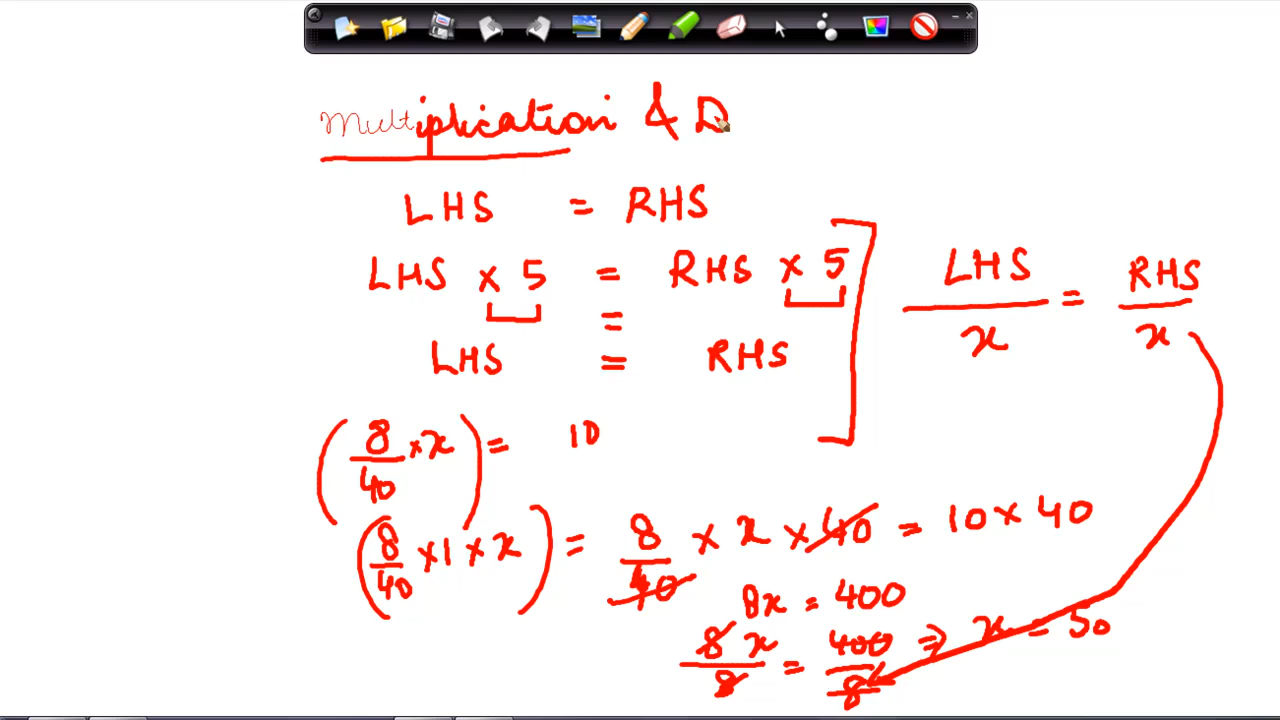 Multiplication & D
LHS = RHS
LHS × 5 = RHS × 5
=
LHS = RHS
LHS/x = RHS/x
(8/40 × x) = 10
(8/40 × 1 × x) = 8/40 × x × 40 = 10 × 40
8x = 400
8x/8 = 400/8 ⇒ x = 50